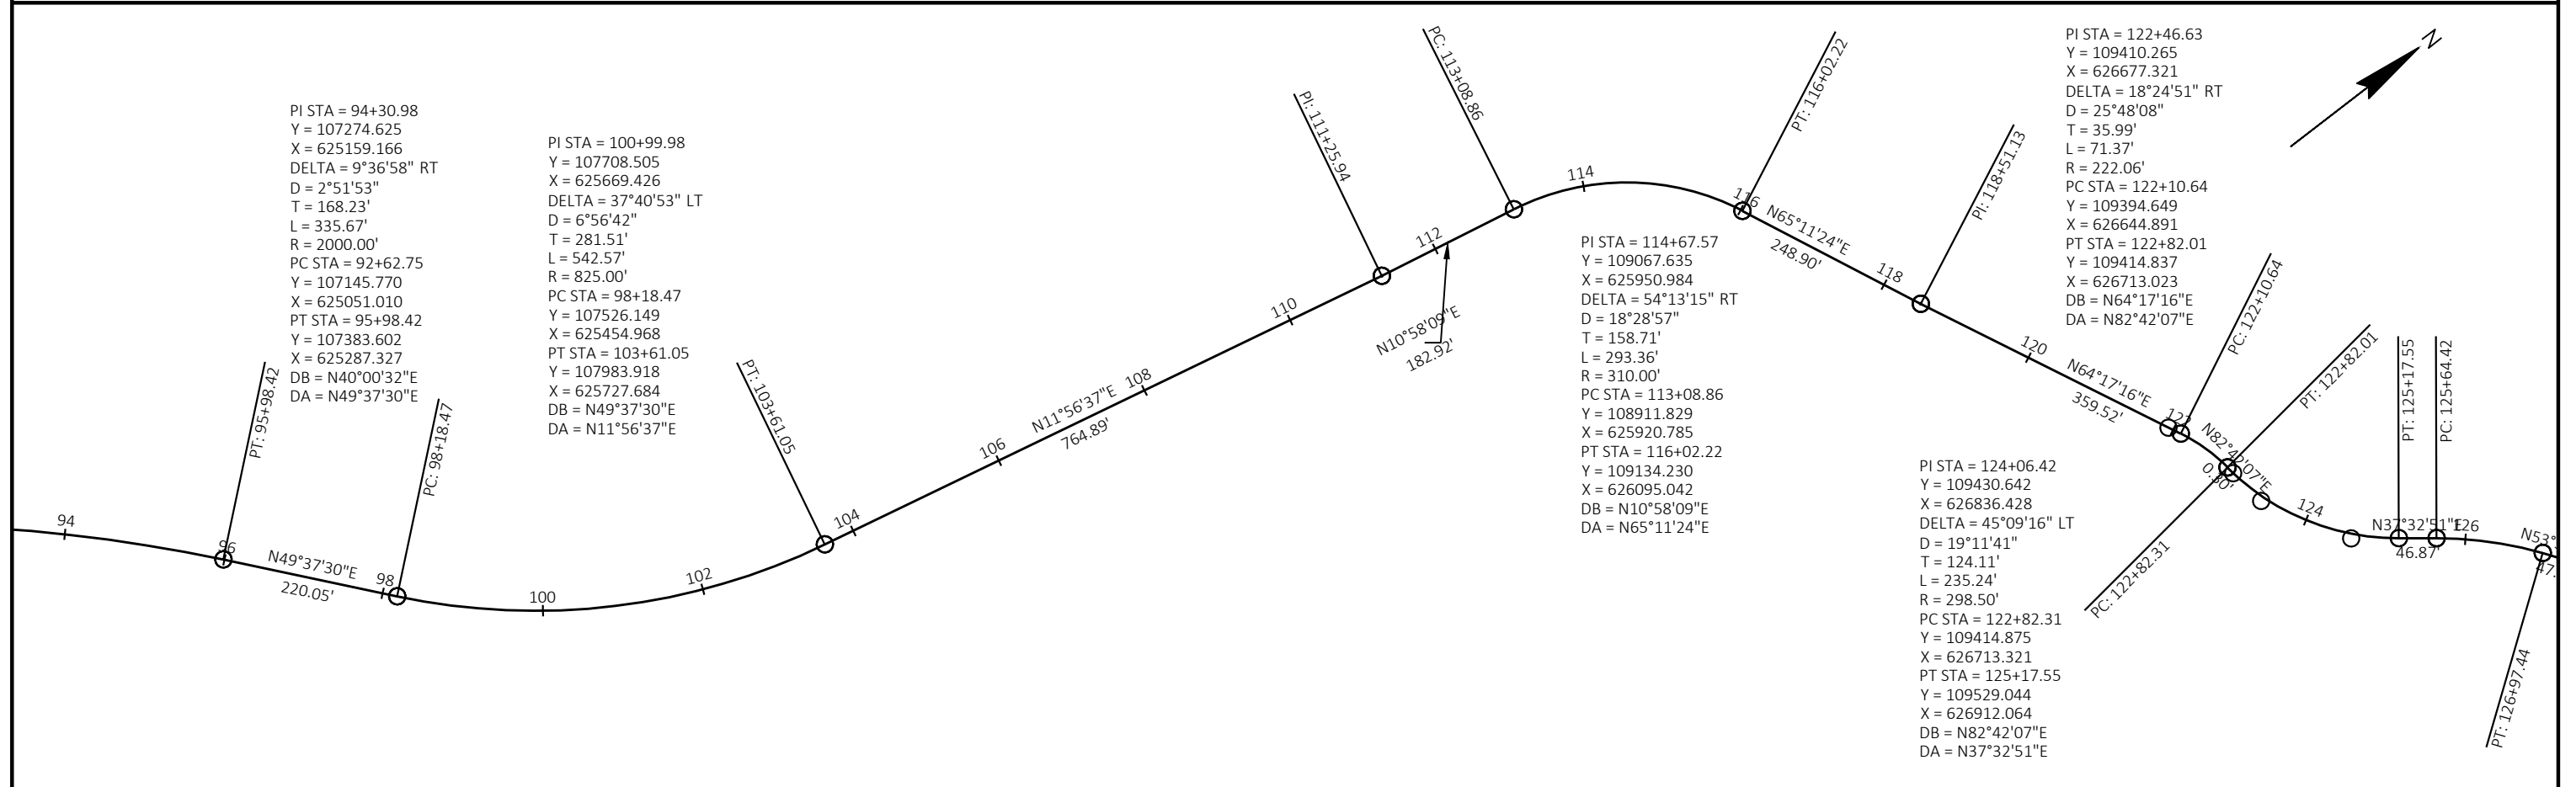 PI STA = 94+30.98
Y = 107274.625
X = 625159.166
DELTA = 9°36'58" RT
D = 2°51'53"
T = 168.23'
L = 335.67'
R = 2000.00'
PC STA = 92+62.75
Y = 107145.770
X = 625051.010
PT STA = 95+98.42
Y = 107383.602
X = 625287.327
DB = N40°00'32"E
DA = N49°37'30"E
PI STA = 100+99.98
Y = 107708.505
X = 625669.426
DELTA = 37°40'53" LT
D = 6°56'42"
T = 281.51'
L = 542.57'
R = 825.00'
PC STA = 98+18.47
Y = 107526.149
X = 625454.968
PT STA = 103+61.05
Y = 107983.918
X = 625727.684
DB = N49°37'30"E
DA = N11°56'37"E
94
PT: 95+98.42
96
N49°37'30"E
220.05'
98
PC: 98+18.47
100
102
PT: 103+61.05
104
106
N11°56'37"E
764.89'
108
110
PI: 111+25.94
112
N10°58'09"E
182.92'
PC: 113+08.86
114
PI STA = 114+67.57
Y = 109067.635
X = 625950.984
DELTA = 54°13'15" RT
D = 18°28'57"
T = 158.71'
L = 293.36'
R = 310.00'
PC STA = 113+08.86
Y = 108911.829
X = 625920.785
PT STA = 116+02.22
Y = 109134.230
X = 626095.042
DB = N10°58'09"E
DA = N65°11'24"E
PT: 116+02.22
116
N65°11'24"E
248.90'
118
PI: 118+51.13
120
N64°17'16"E
359.52'
122
PI STA = 122+46.63
Y = 109410.265
X = 626677.321
DELTA = 18°24'51" RT
D = 25°48'08"
T = 35.99'
L = 71.37'
R = 222.06'
PC STA = 122+10.64
Y = 109394.649
X = 626644.891
PT STA = 122+82.01
Y = 109414.837
X = 626713.023
DB = N64°17'16"E
DA = N82°42'07"E
N
PC: 122+10.64
PT: 122+82.01
N82°42'07"E
0.30'
PC: 122+82.31
PI STA = 124+06.42
Y = 109430.642
X = 626836.428
DELTA = 45°09'16" LT
D = 19°11'41"
T = 124.11'
L = 235.24'
R = 298.50'
PC STA = 122+82.31
Y = 109414.875
X = 626713.321
PT STA = 125+17.55
Y = 109529.044
X = 626912.064
DB = N82°42'07"E
DA = N37°32'51"E
124
PT: 125+17.55
PC: 125+64.42
N37°32'51"E
46.87'
126
N53°
47.
PT: 126+97.44